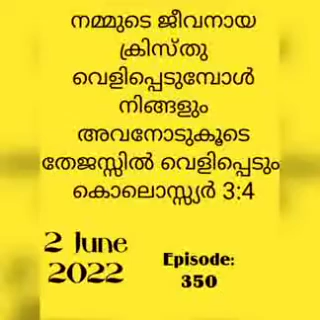 നമ്മുടെ ജീവനായ
ക്രിസ്തു
വെളിപ്പെടുമ്പോൾ
നിങ്ങളും
അവനോടുകൂടെ
തേജസ്സിൽ വെളിപ്പെടും
കൊലൊസ്സ്യർ 3:4
2 June
2022
Episode:
350